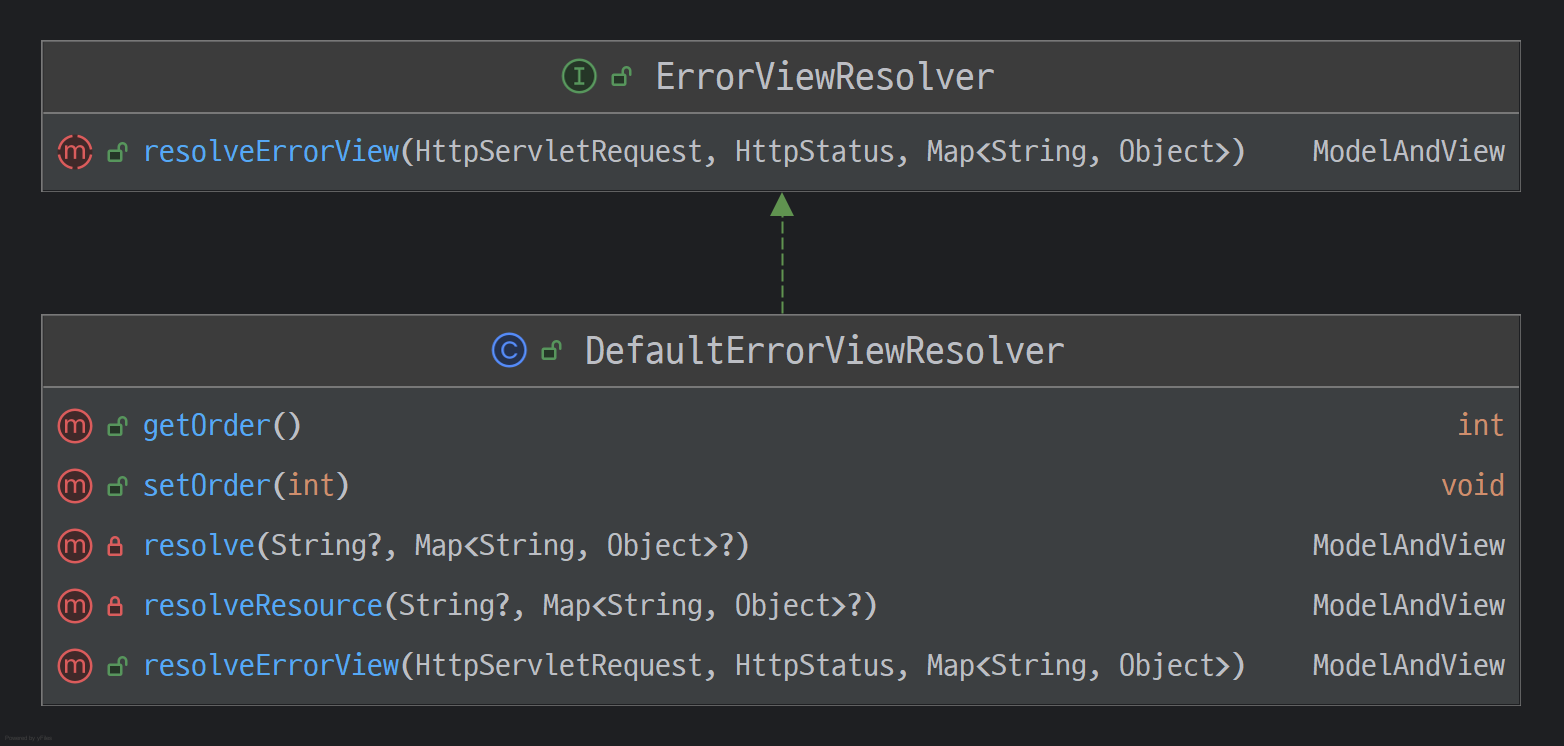 ErrorViewResolver
resolveErrorView(HttpServletRequest, HttpStatus, Map<String, Object>) ModelAndView
DefaultErrorViewResolver
getOrder() int
setOrder(int) void
resolve(String?, Map<String, Object>?) ModelAndView
resolveResource(String?, Map<String, Object>?) ModelAndView
resolveErrorView(HttpServletRequest, HttpStatus, Map<String, Object>) ModelAndView
Powered by yFiles